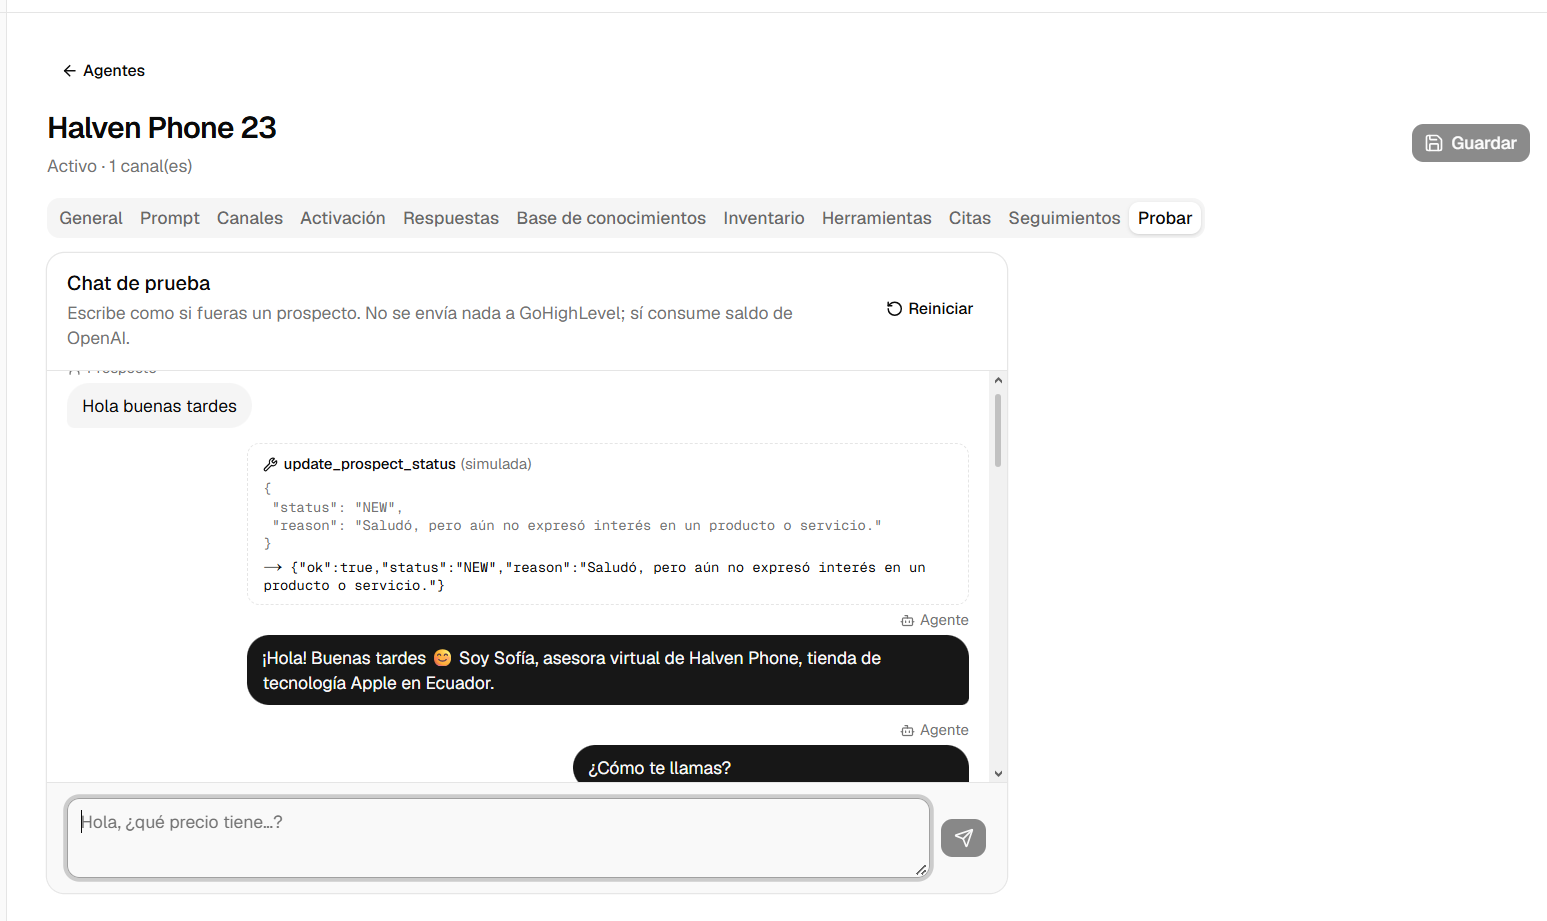 Agentes
Halven Phone 23
Activo · 1 canal(es)
Guardar
General Prompt Canales Activación Respuestas Base de conocimientos Inventario Herramientas Citas Seguimientos Probar
Chat de prueba
Escribe como si fueras un prospecto. No se envía nada a GoHighLevel; sí consume saldo de
OpenAI.
Reiniciar
Prospecto
Hola buenas tardes
update_prospect_status (simulada)
{
"status": "NEW",
"reason": "Saludó, pero aún no expresó interés en un producto o servicio."
}
→ {"ok":true,"status":"NEW","reason":"Saludó, pero aún no expresó interés en un
producto o servicio."}
Agente
¡Hola! Buenas tardes 😊 Soy Sofía, asesora virtual de Halven Phone, tienda de
tecnología Apple en Ecuador.
Agente
¿Cómo te llamas?
Hola, ¿qué precio tiene...?